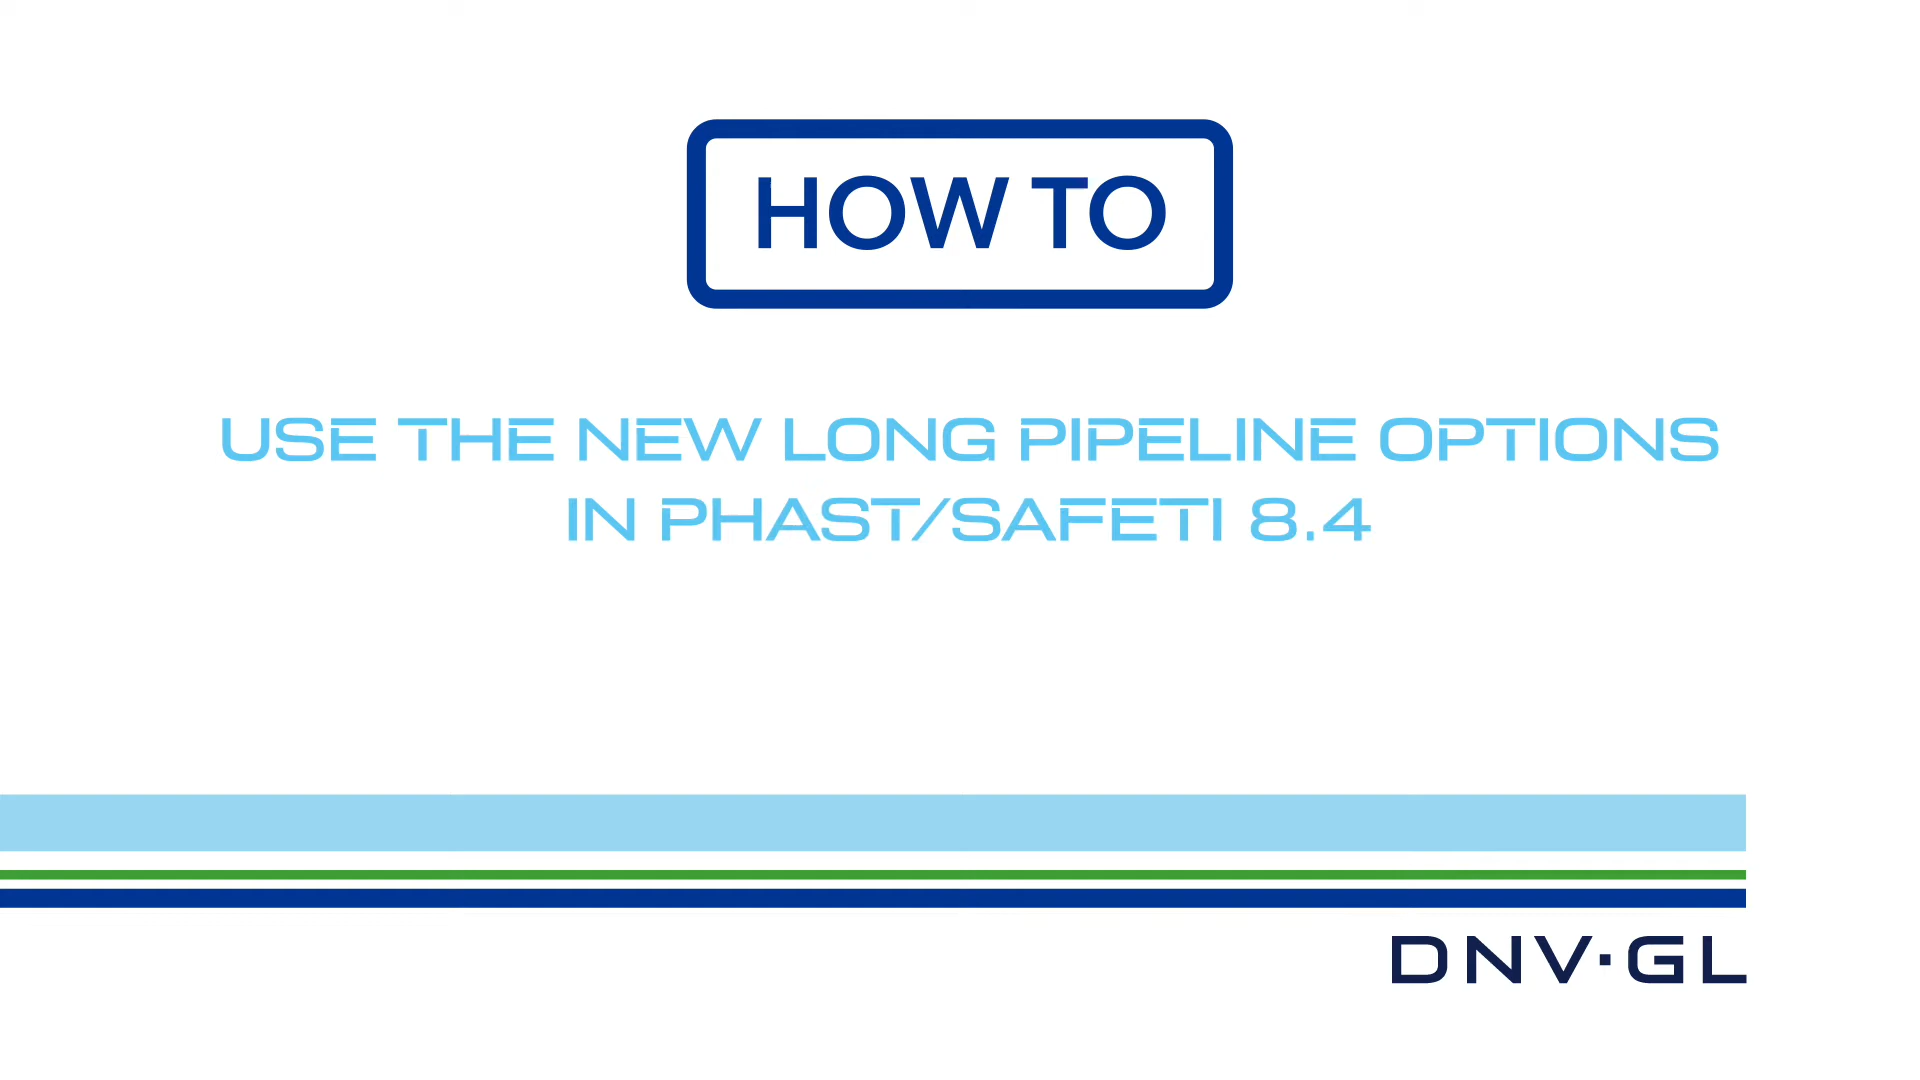 HOW TO
USE THE NEW LONG PIPELINE OPTIONS
IN PHAST/SAFETI 8.4
DNV·GL